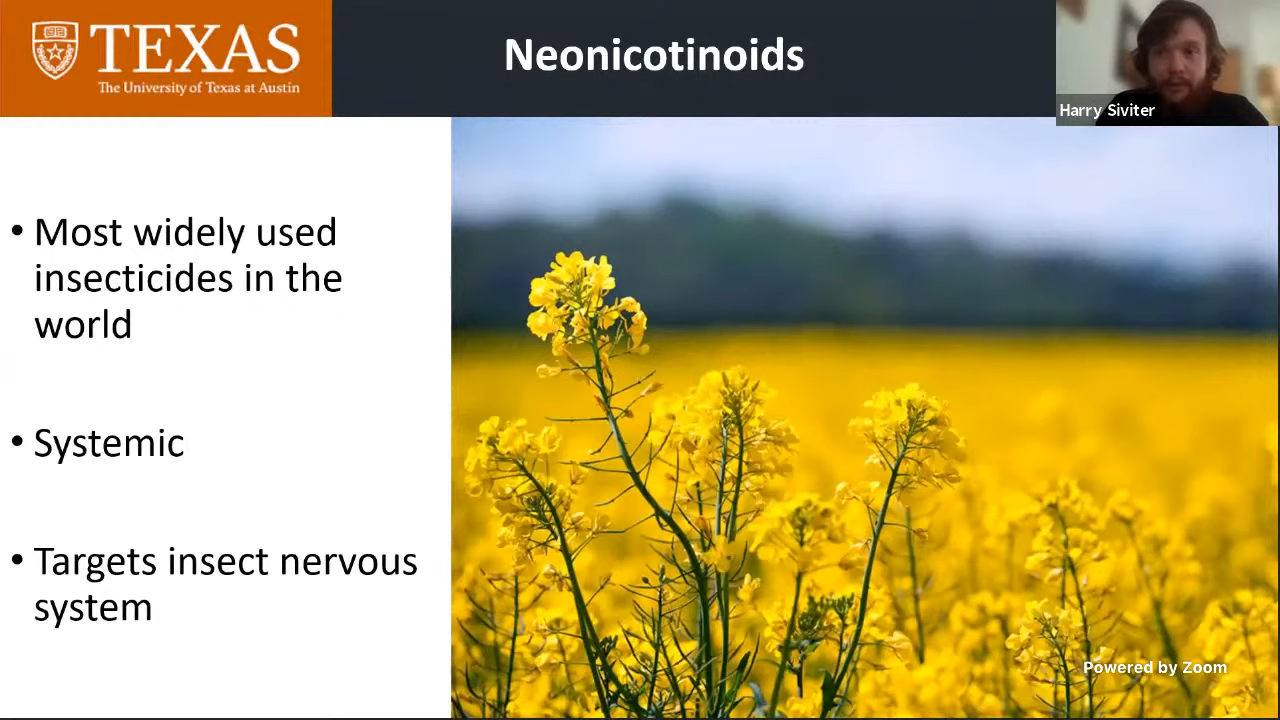 TEXAS
The University of Texas at Austin
Neonicotinoids
Harry Siviter
• Most widely used
insecticides in the
world
• Systemic
• Targets insect nervous
system
Powered by Zoom